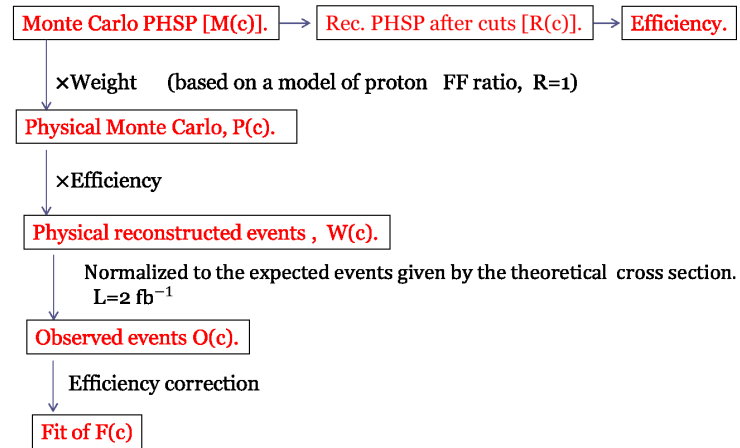 Monte Carlo PHSP [M(c)]. Rec. PHSP after cuts [R(c)]. Efficiency.
×Weight (based on a model of proton FF ratio, R=1)
Physical Monte Carlo, P(c).
×Efficiency
Physical reconstructed events , W(c).
Normalized to the expected events given by the theoretical cross section.
L=2 fb⁻¹
Observed events O(c).
Efficiency correction
Fit of F(c)